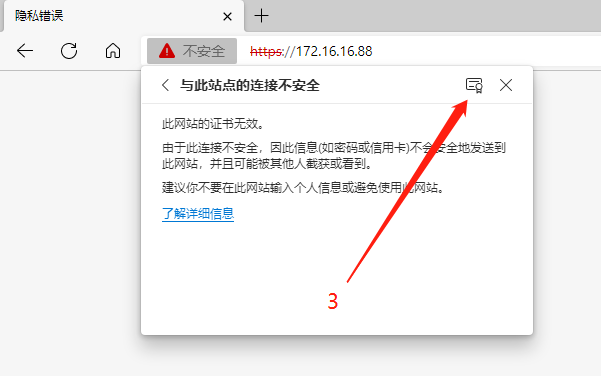 隐私错误
不安全 https://172.16.16.88
与此站点的连接不安全
此网站的证书无效。
由于此连接不安全，因此信息(如密码或信用卡)不会安全地发送到
此网站，并且可能被其他人截获或看到。
建议你不要在此网站输入个人信息或避免使用此网站。
了解详细信息
3